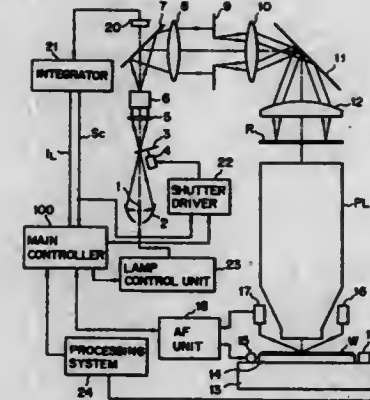 20
7
8
9
10
11
21
INTEGRATOR
6
5
12
R
3
4
Sc
IL
22
SHUTTER
DRIVER
1
2
PL
100
MAIN
CONTROLLER
LAMP CONTROL
UNIT
23
18
17
16
AF
UNIT
15
W
14
13
PROCESSING
SYSTEM
24